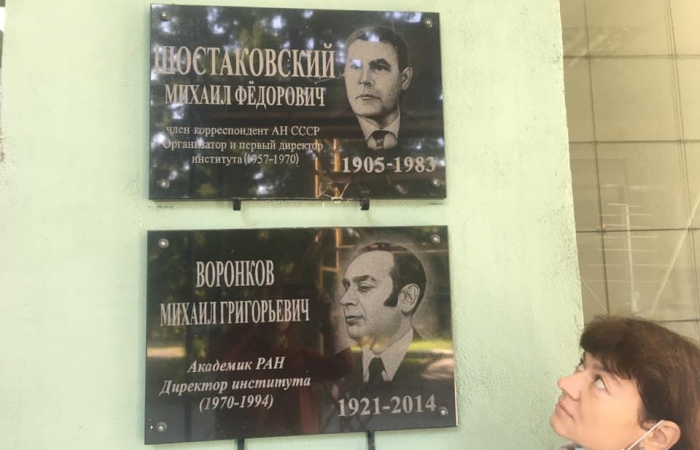 ШОСТАКОВСКИЙ
МИХАИЛ ФЁДОРОВИЧ
член-корреспондент АН СССР
Организатор и первый директор
института (1957-1970)
1905-1983
ВОРОНКОВ
МИХАИЛ ГРИГОРЬЕВИЧ
Академик РАН
Директор института
(1970-1994)
1921-2014